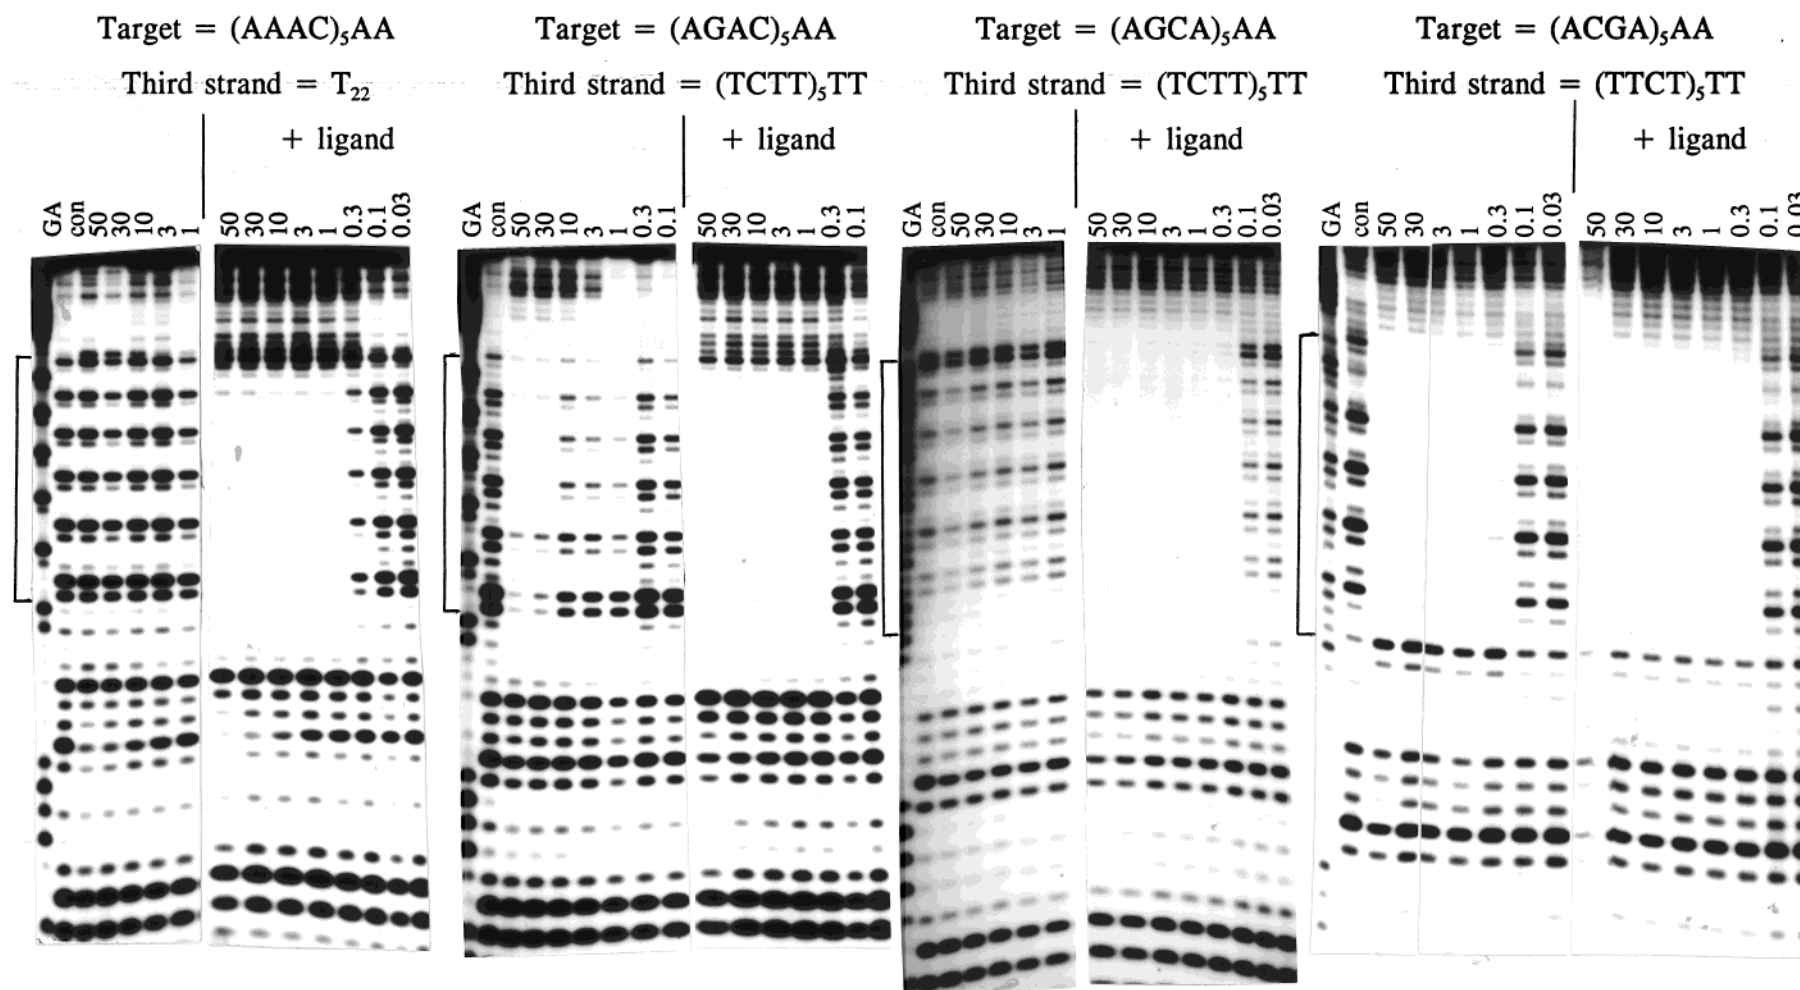 Target = (AAAC)₅AA Target = (AGAC)₅AA Target = (AGCA)₅AA Target = (ACGA)₅AA
Third strand = T₂₂ Third strand = (TCTT)₅TT Third strand = (TCTT)₅TT Third strand = (TTCT)₅TT
+ ligand + ligand + ligand + ligand
GA con 50 30 10 3 1 50 30 10 3 1 0.3 0.1 0.03 GA con 50 30 10 3 1 0.3 0.1 50 30 10 3 1 0.3 0.1 GA con 50 30 10 3 1 50 30 10 3 1 0.3 0.1 0.03 GA con 50 30 3 1 0.3 0.1 0.03 50 30 10 3 1 0.3 0.1